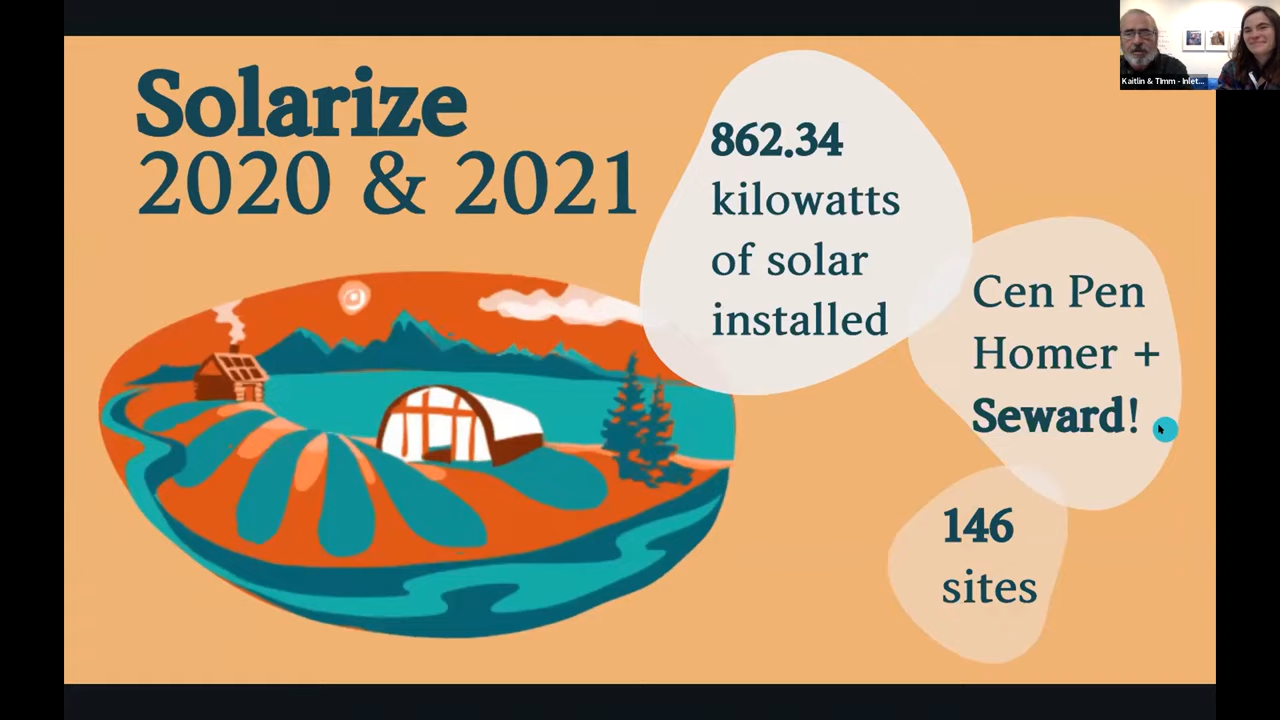 Solarize
2020 & 2021
862.34
kilowatts
of solar
installed
Cen Pen
Homer +
Seward!
146
sites
Kaitlin & Timm - Inlet...